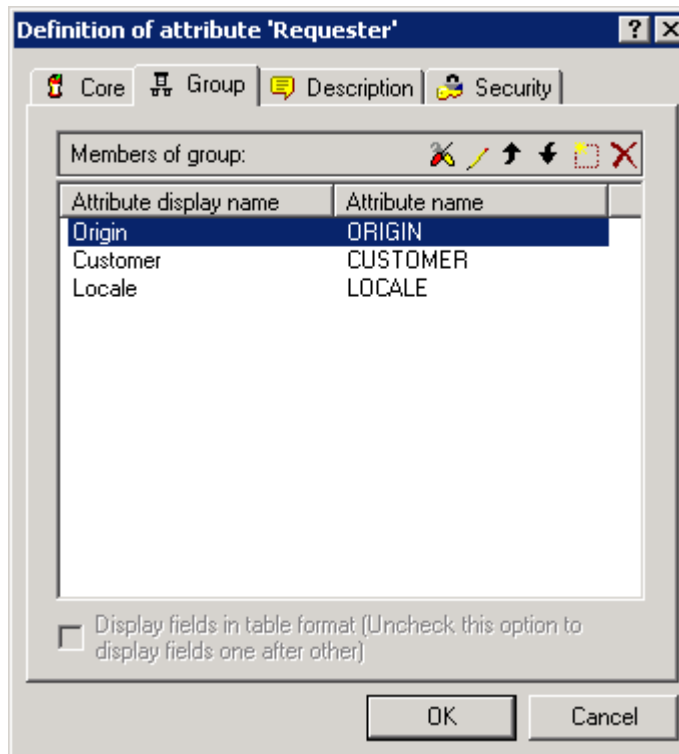 Definition of attribute 'Requester'
Core Group Description Security
Members of group:
Attribute display name Attribute name
Origin ORIGIN
Customer CUSTOMER
Locale LOCALE
Display fields in table format (Uncheck this option to
display fields one after other)
OK Cancel